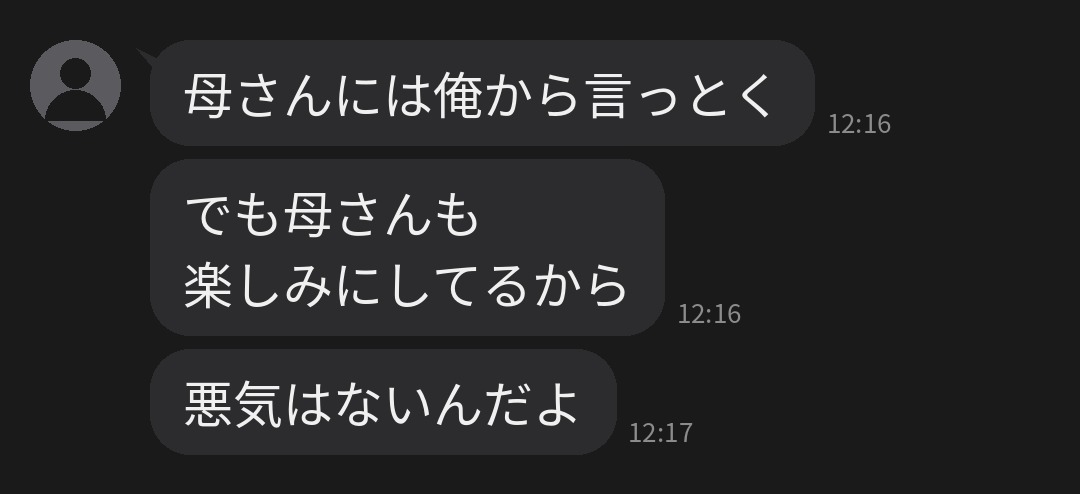 母さんには俺から言っとく
12:16
でも母さんも
楽しみにしてるから
12:16
悪気はないんだよ
12:17